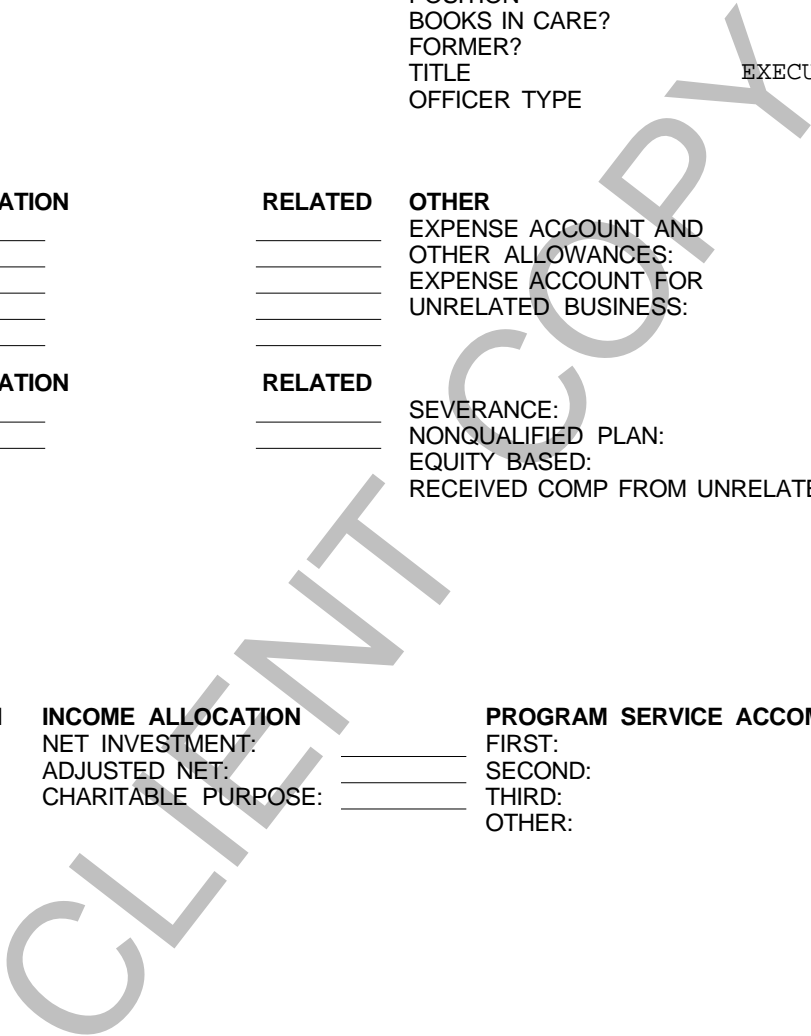 POSITION
BOOKS IN CARE?
FORMER?
TITLE EXECU
OFFICER TYPE
ATION RELATED OTHER
EXPENSE ACCOUNT AND
OTHER ALLOWANCES:
EXPENSE ACCOUNT FOR
UNRELATED BUSINESS:
ATION RELATED
SEVERANCE:
NONQUALIFIED PLAN:
EQUITY BASED:
RECEIVED COMP FROM UNRELATE
INCOME ALLOCATION PROGRAM SERVICE ACCOM
NET INVESTMENT: FIRST:
ADJUSTED NET: SECOND:
CHARITABLE PURPOSE: THIRD:
OTHER:
CLIENT COPY